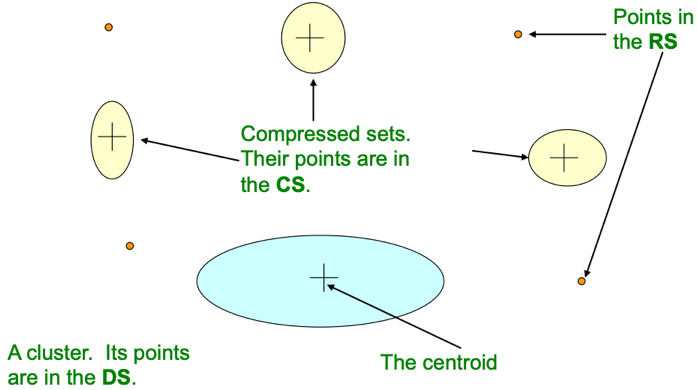 Points in
the RS
Compressed sets.
Their points are in
the CS.
A cluster.  Its points
are in the DS.
The centroid